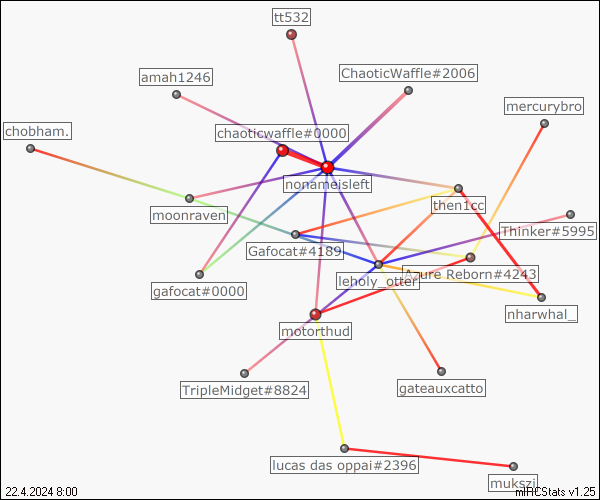 tt532
amah1246
ChaoticWaffle#2006
mercurybro
chobham.
chaoticwaffle#0000
nonameisleft
then1cc
moonraven
Thinker#5995
Gafocat#4189
Azure Reborn#4243
leholy_otter
gafocat#0000
nharwhal_
motorthud
TripleMidget#8824
gateauxcatto
lucas das oppai#2396
mukszi
22.4.2024 8:00
mIRCStats v1.25